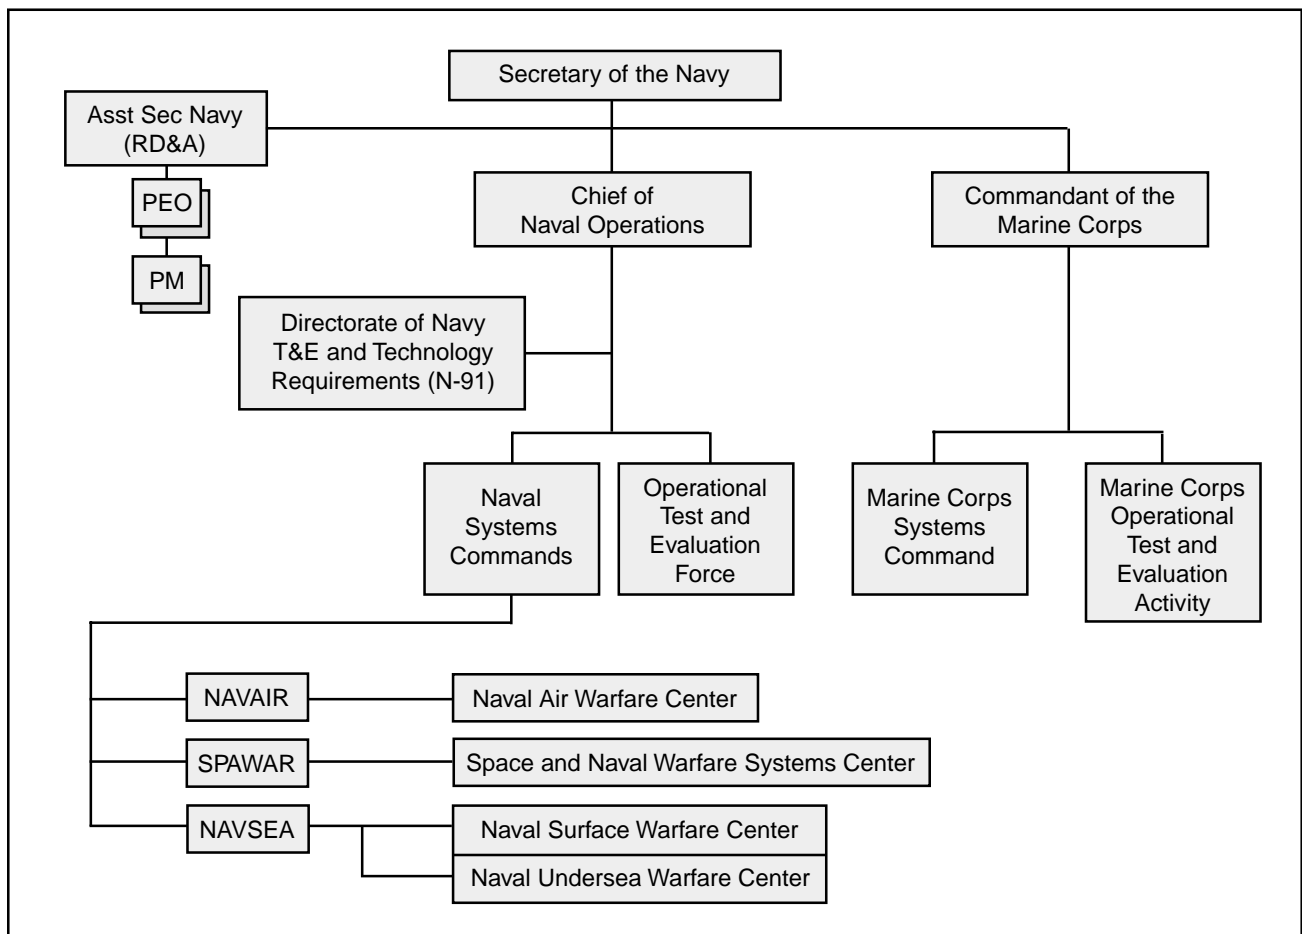 Secretary of the Navy
Asst Sec Navy
(RD&A)
PEO
PM
Chief of
Naval Operations
Commandant of the
Marine Corps
Directorate of Navy
T&E and Technology
Requirements (N-91)
Naval
Systems
Commands
Operational
Test and
Evaluation
Force
Marine Corps
Systems
Command
Marine Corps
Operational
Test and
Evaluation
Activity
NAVAIR
Naval Air Warfare Center
SPAWAR
Space and Naval Warfare Systems Center
NAVSEA
Naval Surface Warfare Center
Naval Undersea Warfare Center